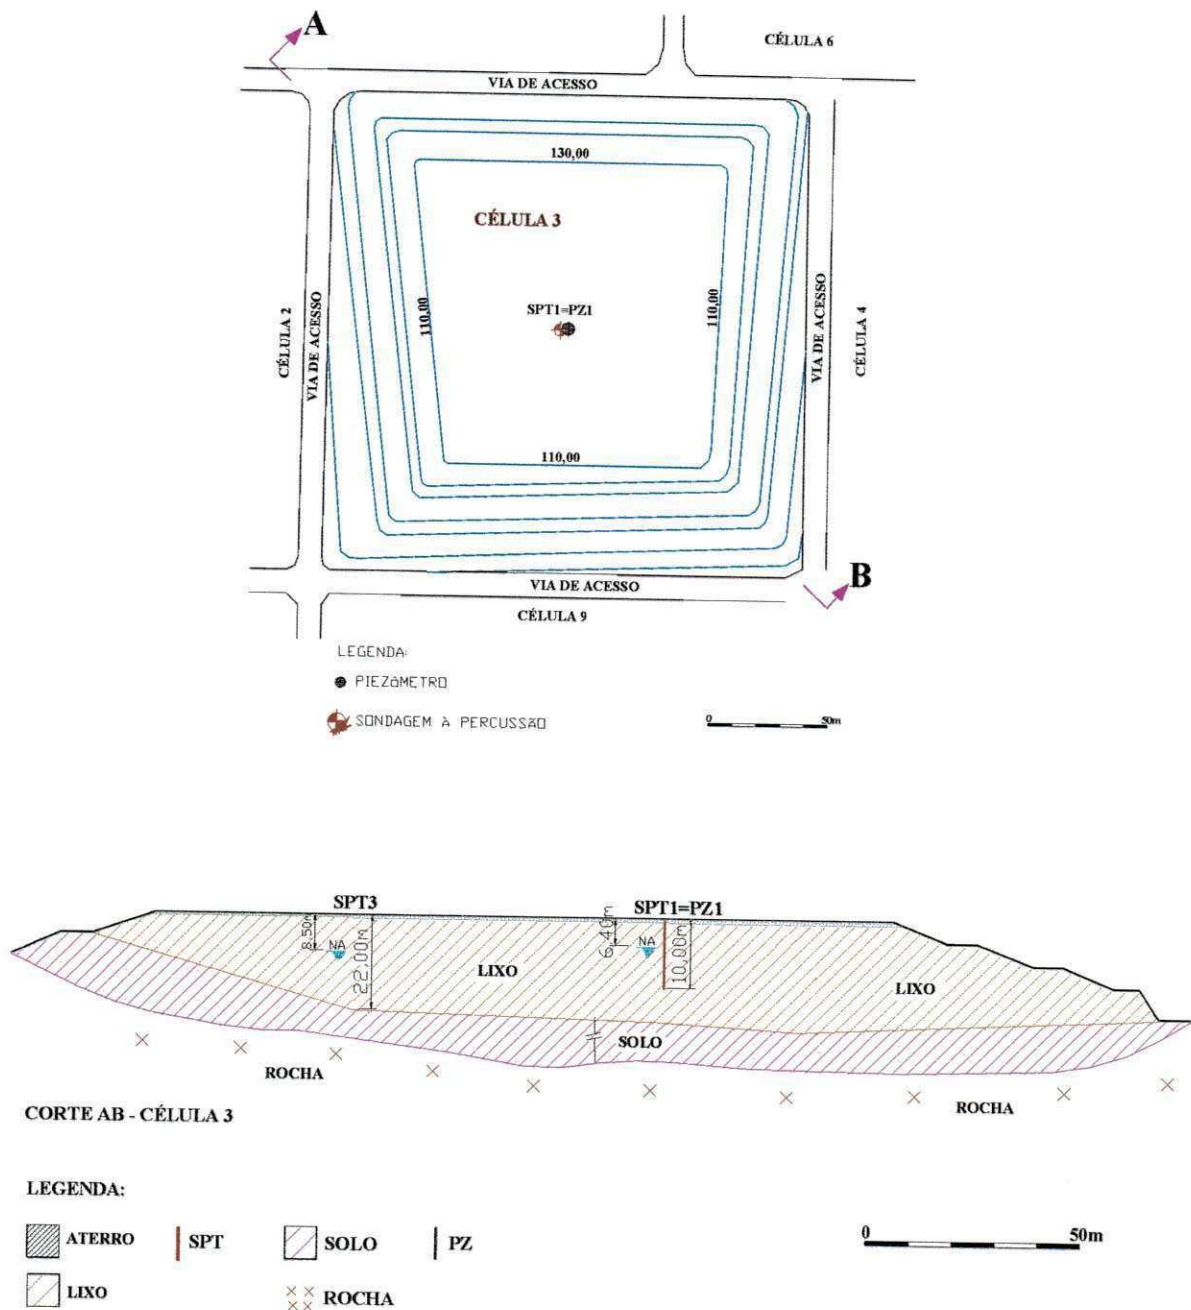 A
CÉLULA 6
VIA DE ACESSO
130,00
CÉLULA 3
SPT1=PZ1
110,00
110,00
CÉLULA 2
VIA DE ACESSO
VIA DE ACESSO
CÉLULA 4
110,00
B
VIA DE ACESSO
CÉLULA 9
LEGENDA:
PIEZôMETRO
SONDAGEM À PERCUSSÃO
0 50m
SPT3
SPT1=PZ1
8.50m
NA
22,00m
6,40m
NA
10,00m
LIXO
LIXO
SOLO
ROCHA
ROCHA
CORTE AB - CÉLULA 3
LEGENDA:
ATERRO SPT SOLO PZ
LIXO ROCHA
0 50m